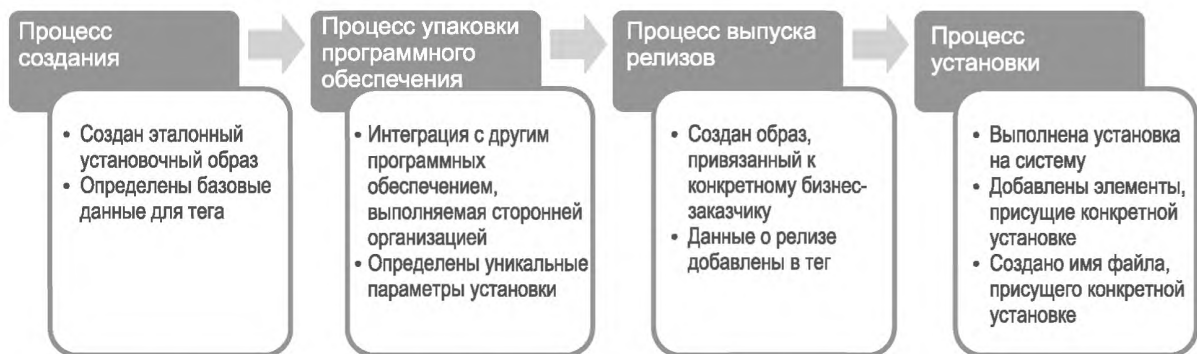 Процесс
создания
• Создан эталонный
установочный образ
• Определены базовые
данные для тега
Процесс упаковки
программного
обеспечения
• Интеграция с другим
программных
обеспечением,
выполняемая сторонней
организацией
• Определены уникальные
параметры установки
Процесс выпуска
релизов
• Создан образ,
привязанный к
конкретному бизнес-
заказчику
• Данные о релизе
добавлены в тег
Процесс
установки
• Выполнена установка
на систему
• Добавлены элементы,
присущие конкретной
установке
• Создано имя файла,
присущего конкретной
установке